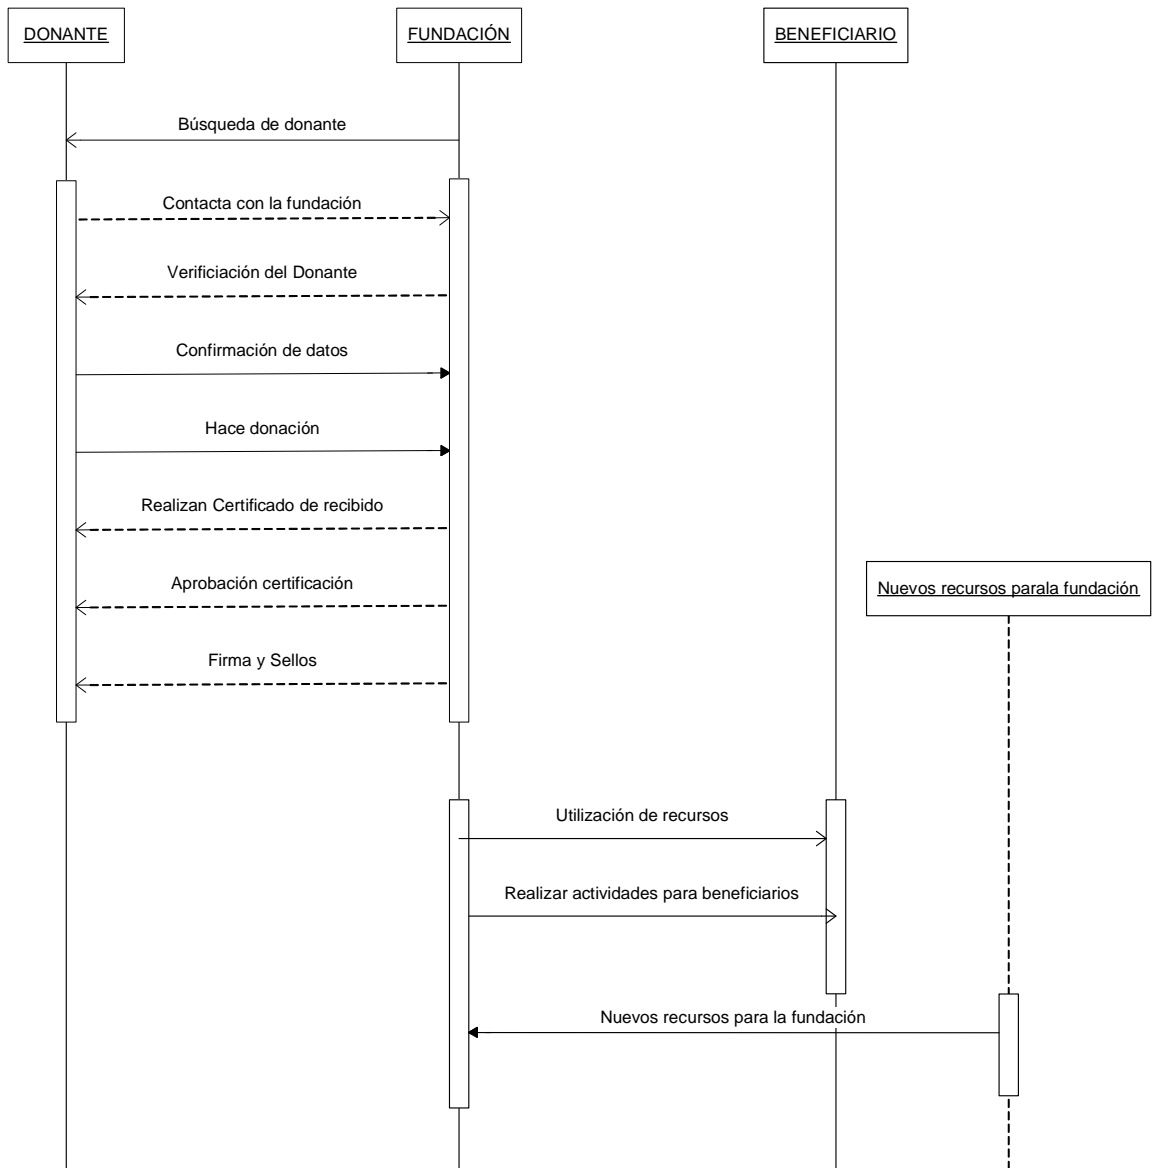 DONANTE
FUNDACIÓN
BENEFICIARIO
Búsqueda de donante
Contacta con la fundación
Verificiación del Donante
Confirmación de datos
Hace donación
Realizan Certificado de recibido
Aprobación certificación
Nuevos recursos parala fundación
Firma y Sellos
Utilización de recursos
Realizar actividades para beneficiarios
Nuevos recursos para la fundación